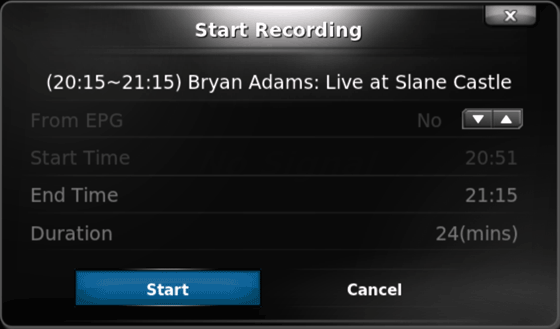 Start Recording
(20:15~21:15) Bryan Adams: Live at Slane Castle
From EPG No
Start Time 20:51
End Time 21:15
Duration 24(mins)
Start Cancel